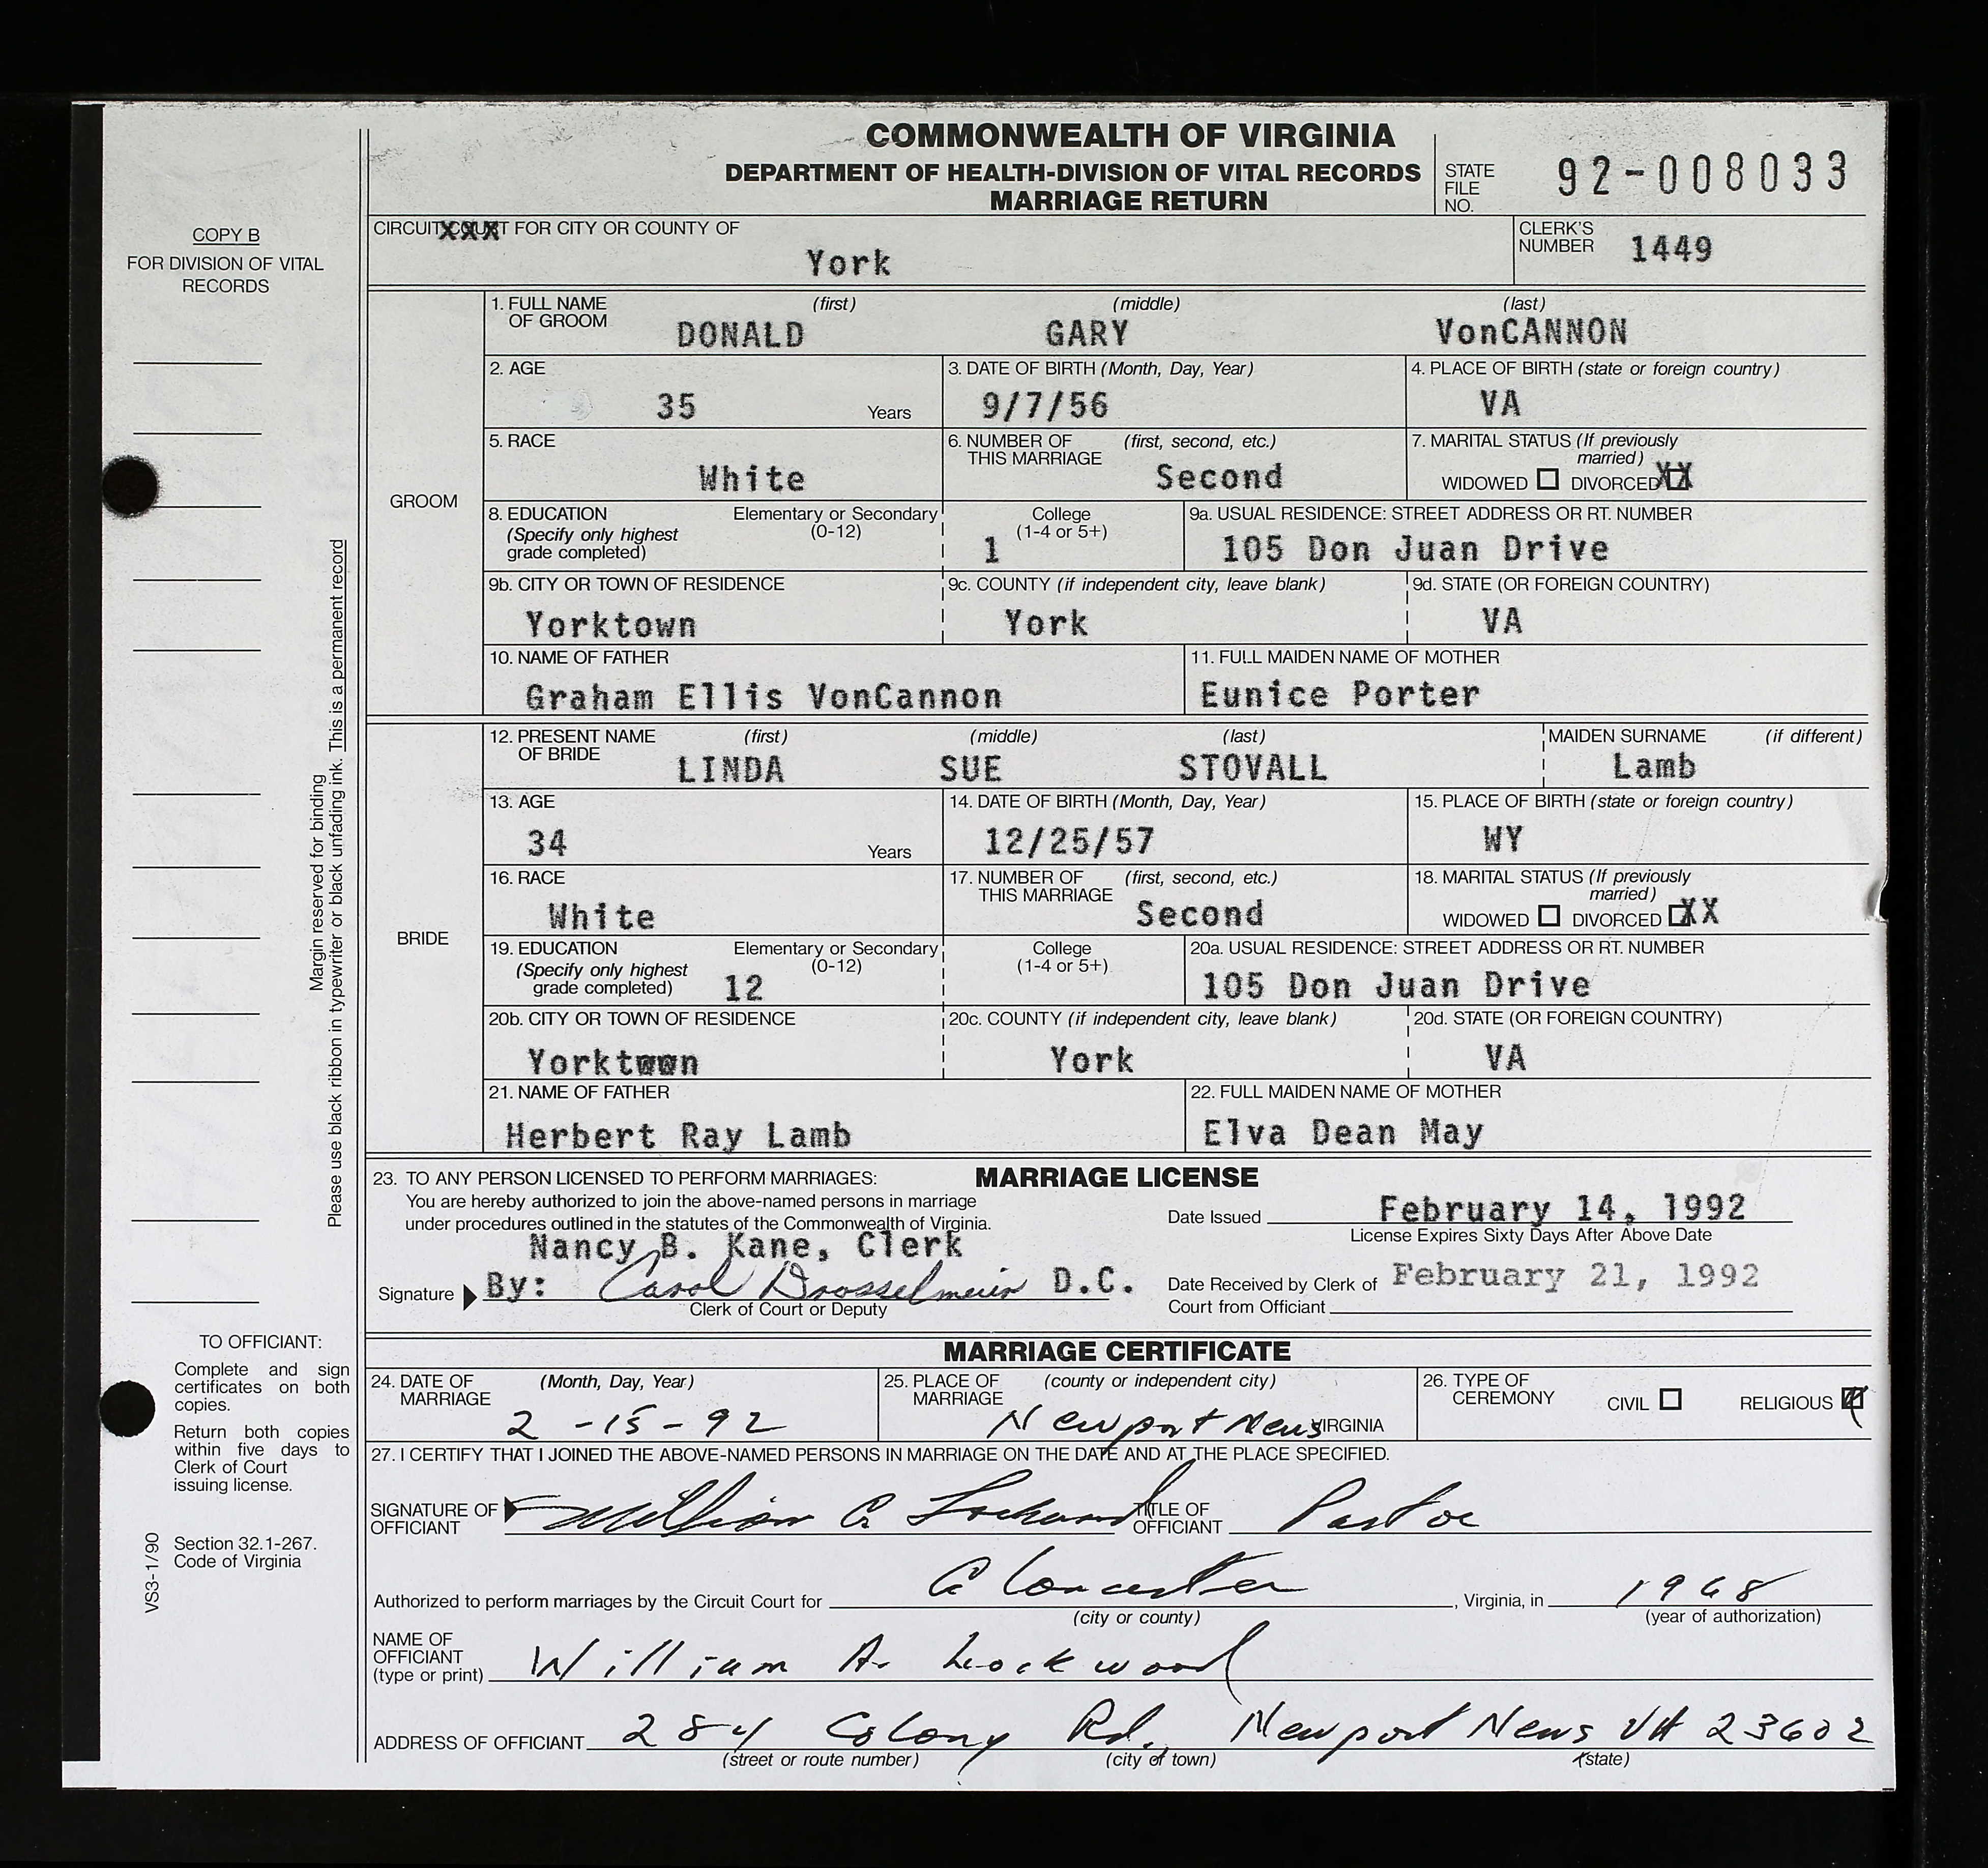 COMMONWEALTH OF VIRGINIA
DEPARTMENT OF HEALTH-DIVISION OF VITAL RECORDS
MARRIAGE RETURN
STATE FILE NO. 92-008033
COPY B
FOR DIVISION OF VITAL
RECORDS
CIRCUIT COURT FOR CITY OR COUNTY OF
York
CLERK'S NUMBER 1449
GROOM
1. FULL NAME OF GROOM (first) (middle) (last)
DONALD GARY VonCANNON
2. AGE 3. DATE OF BIRTH (Month, Day, Year) 4. PLACE OF BIRTH (state or foreign country)
35 Years 9/7/56 VA
5. RACE 6. NUMBER OF THIS MARRIAGE (first, second, etc.) 7. MARITAL STATUS (If previously married)
White Second WIDOWED DIVORCED XX
8. EDUCATION (Specify only highest grade completed) Elementary or Secondary (0-12) College (1-4 or 5+) 9a. USUAL RESIDENCE: STREET ADDRESS OR RT. NUMBER
1 105 Don Juan Drive
9b. CITY OR TOWN OF RESIDENCE 9c. COUNTY (if independent city, leave blank) 9d. STATE (OR FOREIGN COUNTRY)
Yorktown York VA
10. NAME OF FATHER 11. FULL MAIDEN NAME OF MOTHER
Graham Ellis VonCannon Eunice Porter
BRIDE
12. PRESENT NAME OF BRIDE (first) (middle) (last) MAIDEN SURNAME (if different)
LINDA SUE STOVALL Lamb
13. AGE 14. DATE OF BIRTH (Month, Day, Year) 15. PLACE OF BIRTH (state or foreign country)
34 Years 12/25/57 WY
16. RACE 17. NUMBER OF THIS MARRIAGE (first, second, etc.) 18. MARITAL STATUS (If previously married)
White Second WIDOWED DIVORCED XX
19. EDUCATION (Specify only highest grade completed) Elementary or Secondary (0-12) College (1-4 or 5+) 20a. USUAL RESIDENCE: STREET ADDRESS OR RT. NUMBER
12 105 Don Juan Drive
20b. CITY OR TOWN OF RESIDENCE 20c. COUNTY (if independent city, leave blank) 20d. STATE (OR FOREIGN COUNTRY)
Yorktown York VA
21. NAME OF FATHER 22. FULL MAIDEN NAME OF MOTHER
Herbert Ray Lamb Elva Dean May
23. TO ANY PERSON LICENSED TO PERFORM MARRIAGES: MARRIAGE LICENSE
You are hereby authorized to join the above-named persons in marriage
under procedures outlined in the statutes of the Commonwealth of Virginia.
Date Issued February 14, 1992
License Expires Sixty Days After Above Date
Nancy B. Kane, Clerk
Signature By: Carol Drosselmeier D.C.
Clerk of Court or Deputy
Date Received by Clerk of Court from Officiant February 21, 1992
MARRIAGE CERTIFICATE
24. DATE OF MARRIAGE (Month, Day, Year) 25. PLACE OF MARRIAGE (county or independent city) 26. TYPE OF CEREMONY CIVIL RELIGIOUS
2-15-92 Newport News VIRGINIA
27. I CERTIFY THAT I JOINED THE ABOVE-NAMED PERSONS IN MARRIAGE ON THE DATE AND AT THE PLACE SPECIFIED.
SIGNATURE OF OFFICIANT William A Lockwood TITLE OF OFFICIANT Pastor
Authorized to perform marriages by the Circuit Court for Gloucester, Virginia, in 1968
(city or county) (year of authorization)
NAME OF OFFICIANT (type or print) William A. Lockwood
ADDRESS OF OFFICIANT 284 Colony Rd., Newport News VA 23602
(street or route number) (city of town) (state)
Margin reserved for binding
Please use black ribbon in typewriter or black unfading ink. This is a permanent record
TO OFFICIANT:
Complete and sign
certificates on both
copies.
Return both copies
within five days to
Clerk of Court
issuing license.
Section 32.1-267.
Code of Virginia
VS3-1/90